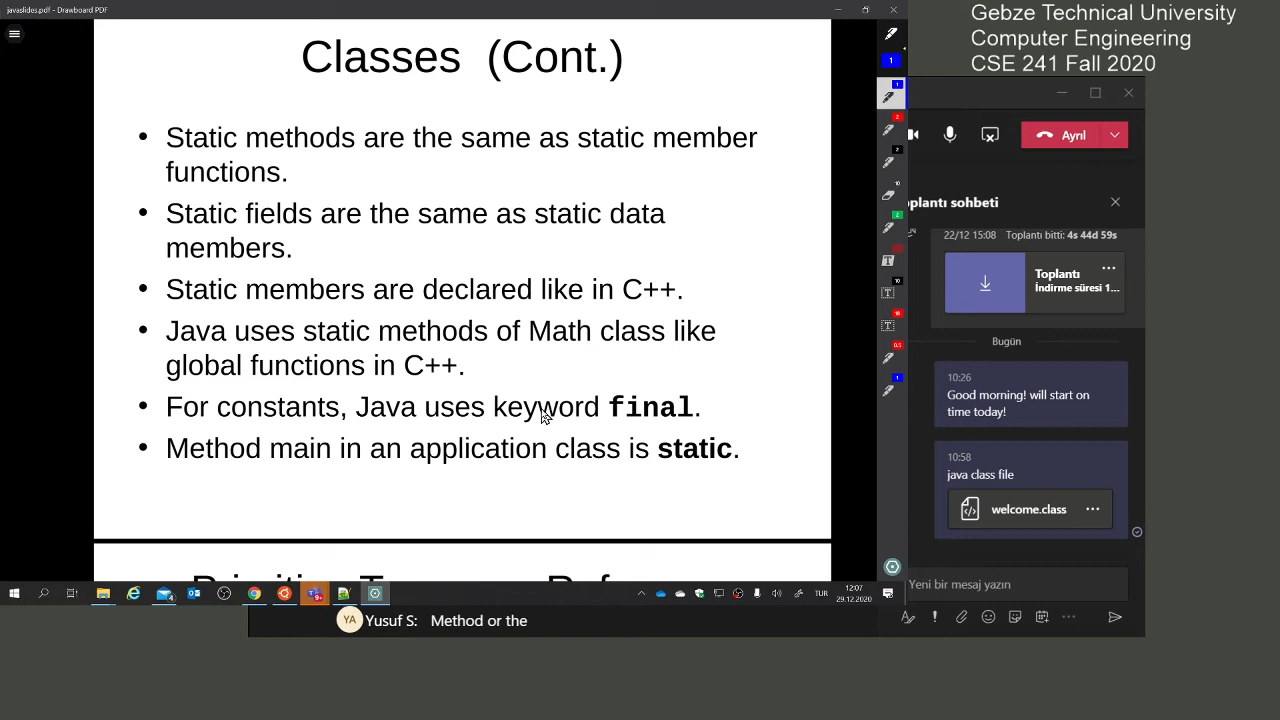 javaslides.pdf - Drawboard PDF
Classes (Cont.)
• Static methods are the same as static member
functions.
• Static fields are the same as static data
members.
• Static members are declared like in C++.
• Java uses static methods of Math class like
global functions in C++.
• For constants, Java uses keyword final.
• Method main in an application class is static.
Gebze Technical University
Computer Engineering
CSE 241 Fall 2020
Ayrıl
plantı sohbeti
22/12 15:08 Toplantı bitti: 4s 44d 59s
Toplantı
İndirme süresi 1...
Bugün
10:26
Good morning! will start on
time today!
10:58
java class file
welcome.class
Yeni bir mesaj yazın
TUR
12:07
29.12.2020
YA Yusuf S: Method or the